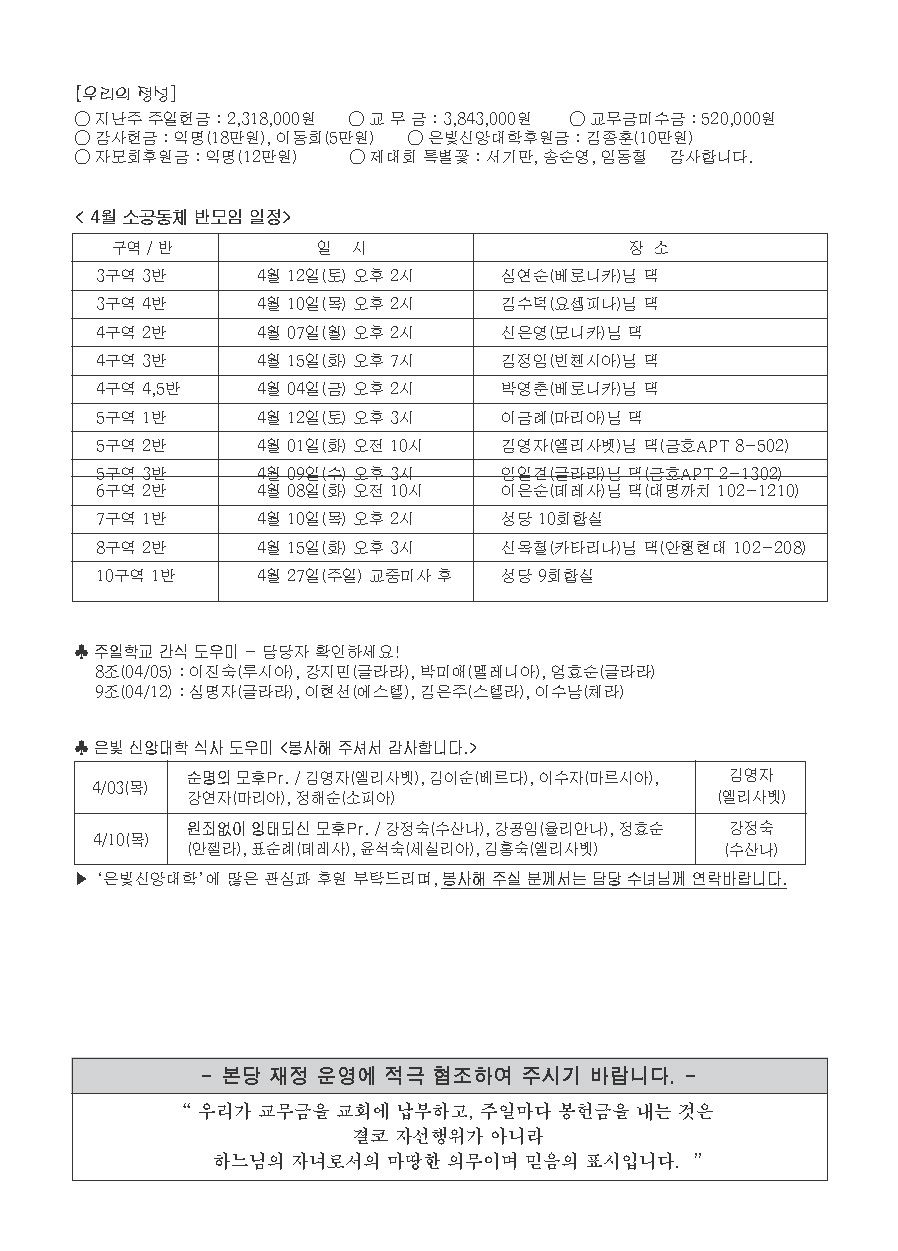 [우리의 정성]
○ 지난주 주일헌금 : 2,318,000원 ○ 교 무 금 : 3,843,000원 ○ 교무금미수금 : 520,000원
○ 감사헌금 : 익명(18만원), 이동희(5만원) ○ 은빛신앙대학후원금 : 김종훈(10만원)
○ 자모회후원금 : 익명(12만원) ○ 제대회 특별꽃 : 서기판, 송순영, 임동철 감사합니다.
< 4월 소공동체 반모임 일정>
구역 / 반 일 시 장 소
3구역 3반 4월 12일(토) 오후 2시 심연순(베로니카)님 댁
3구역 4반 4월 10일(목) 오후 2시 김수덕(요셉피나)님 댁
4구역 2반 4월 07일(월) 오후 2시 신은영(모니카)님 댁
4구역 3반 4월 15일(화) 오후 7시 김정임(빈첸시아)님 댁
4구역 4,5반 4월 04일(금) 오후 2시 박영춘(베로니카)님 댁
5구역 1반 4월 12일(토) 오후 3시 이금례(마리아)님 댁
5구역 2반 4월 01일(화) 오전 10시 김영자(엘리사벳)님 댁(금호APT 8-502)
5구역 3반 4월 09일(수) 오후 3시 임일견(글라라)님 댁(금호APT 2-1302)
6구역 2반 4월 08일(화) 오전 10시 이은순(데레사)님 댁(대명까치 102-1210)
7구역 1반 4월 10일(목) 오후 2시 성당 10회합실
8구역 2반 4월 15일(화) 오후 3시 신옥철(카타리나)님 댁(안행현대 102-208)
10구역 1반 4월 27일(주일) 교중미사 후 성당 9회합실
♣ 주일학교 간식 도우미 - 담당자 확인하세요!
8조(04/05) : 이진숙(루시아), 강지민(글라라), 박미애(멜레니아), 엄효순(글라라)
9조(04/12) : 심명자(글라라), 이현선(에스텔), 김은주(스텔라), 이수남(체라)
♣ 은빛 신앙대학 식사 도우미 <봉사해 주셔서 감사합니다.>
4/03(목) 순명의 모후Pr. / 김영자(엘리사벳), 김이순(베르다), 이수자(마르시아), 김영자
강연자(마리아), 정해순(소피아) (엘리사벳)
4/10(목) 원죄없이 잉태되신 모후Pr. / 강정숙(수산나), 강공임(율리안나), 정효순 강정숙
(안젤라), 표순례(데레사), 윤석숙(세실리아), 김홍숙(엘리사벳) (수산나)
▶ ‘은빛신앙대학’에 많은 관심과 후원 부탁드리며, 봉사해 주실 분께서는 담당 수녀님께 연락바랍니다.
- 본당 재정 운영에 적극 협조하여 주시기 바랍니다. -
“ 우리가 교무금을 교회에 납부하고, 주일마다 봉헌금을 내는 것은
결코 자선행위가 아니라
하느님의 자녀로서의 마땅한 의무이며 믿음의 표시입니다. ”